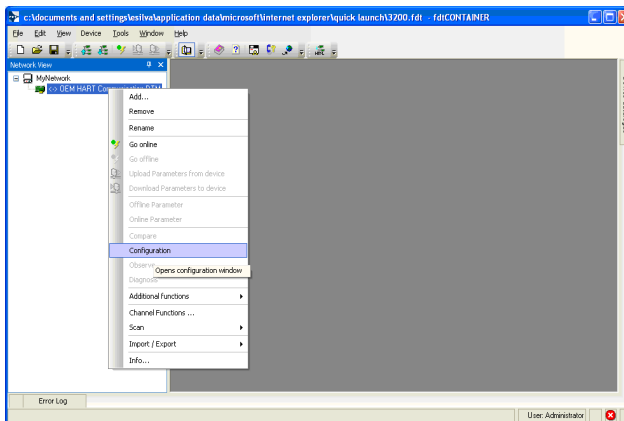 c:\documents and settings\esilva\application data\microsoft\internet explorer\quick launch\3200.fdt - fdtCONTAINER
File Edit View Device Tools Window Help
Network View
MyNetwork
<-> OEM HART Communication DTM
Add...
Remove
Rename
Go online
Go offline
Upload Parameters from device
Download Parameters to device
Offline Parameter
Online Parameter
Compare
Configuration
Observe
Opens configuration window
Diagnosis
Additional functions
Channel Functions ...
Scan
Import / Export
Info...
Error Log
User: Administrator